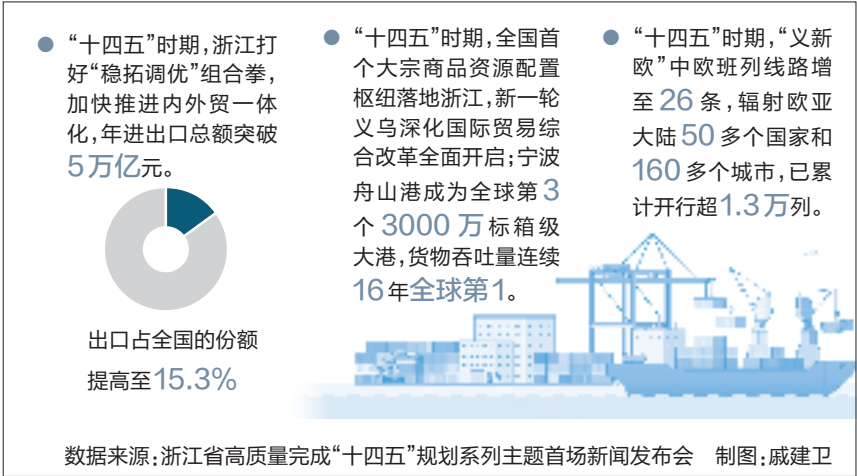 “十四五”时期,浙江打
好“稳拓调优”组合拳,
加快推进内外贸一体
化,年进出口总额突破
5万亿元。
出口占全国的份额
提高至15.3%
“十四五”时期,全国首
个大宗商品资源配置
枢纽落地浙江,新一轮
义乌深化国际贸易综
合改革全面开启;宁波
舟山港成为全球第3
个3000万标箱级
大港,货物吞吐量连续
16年全球第1。
“十四五”时期,“义新
欧”中欧班列线路增
至26条,辐射欧亚
大陆50多个国家和
160多个城市,已累
计开行超1.3万列。
数据来源:浙江省高质量完成“十四五”规划系列主题首场新闻发布会 制图:戚建卫